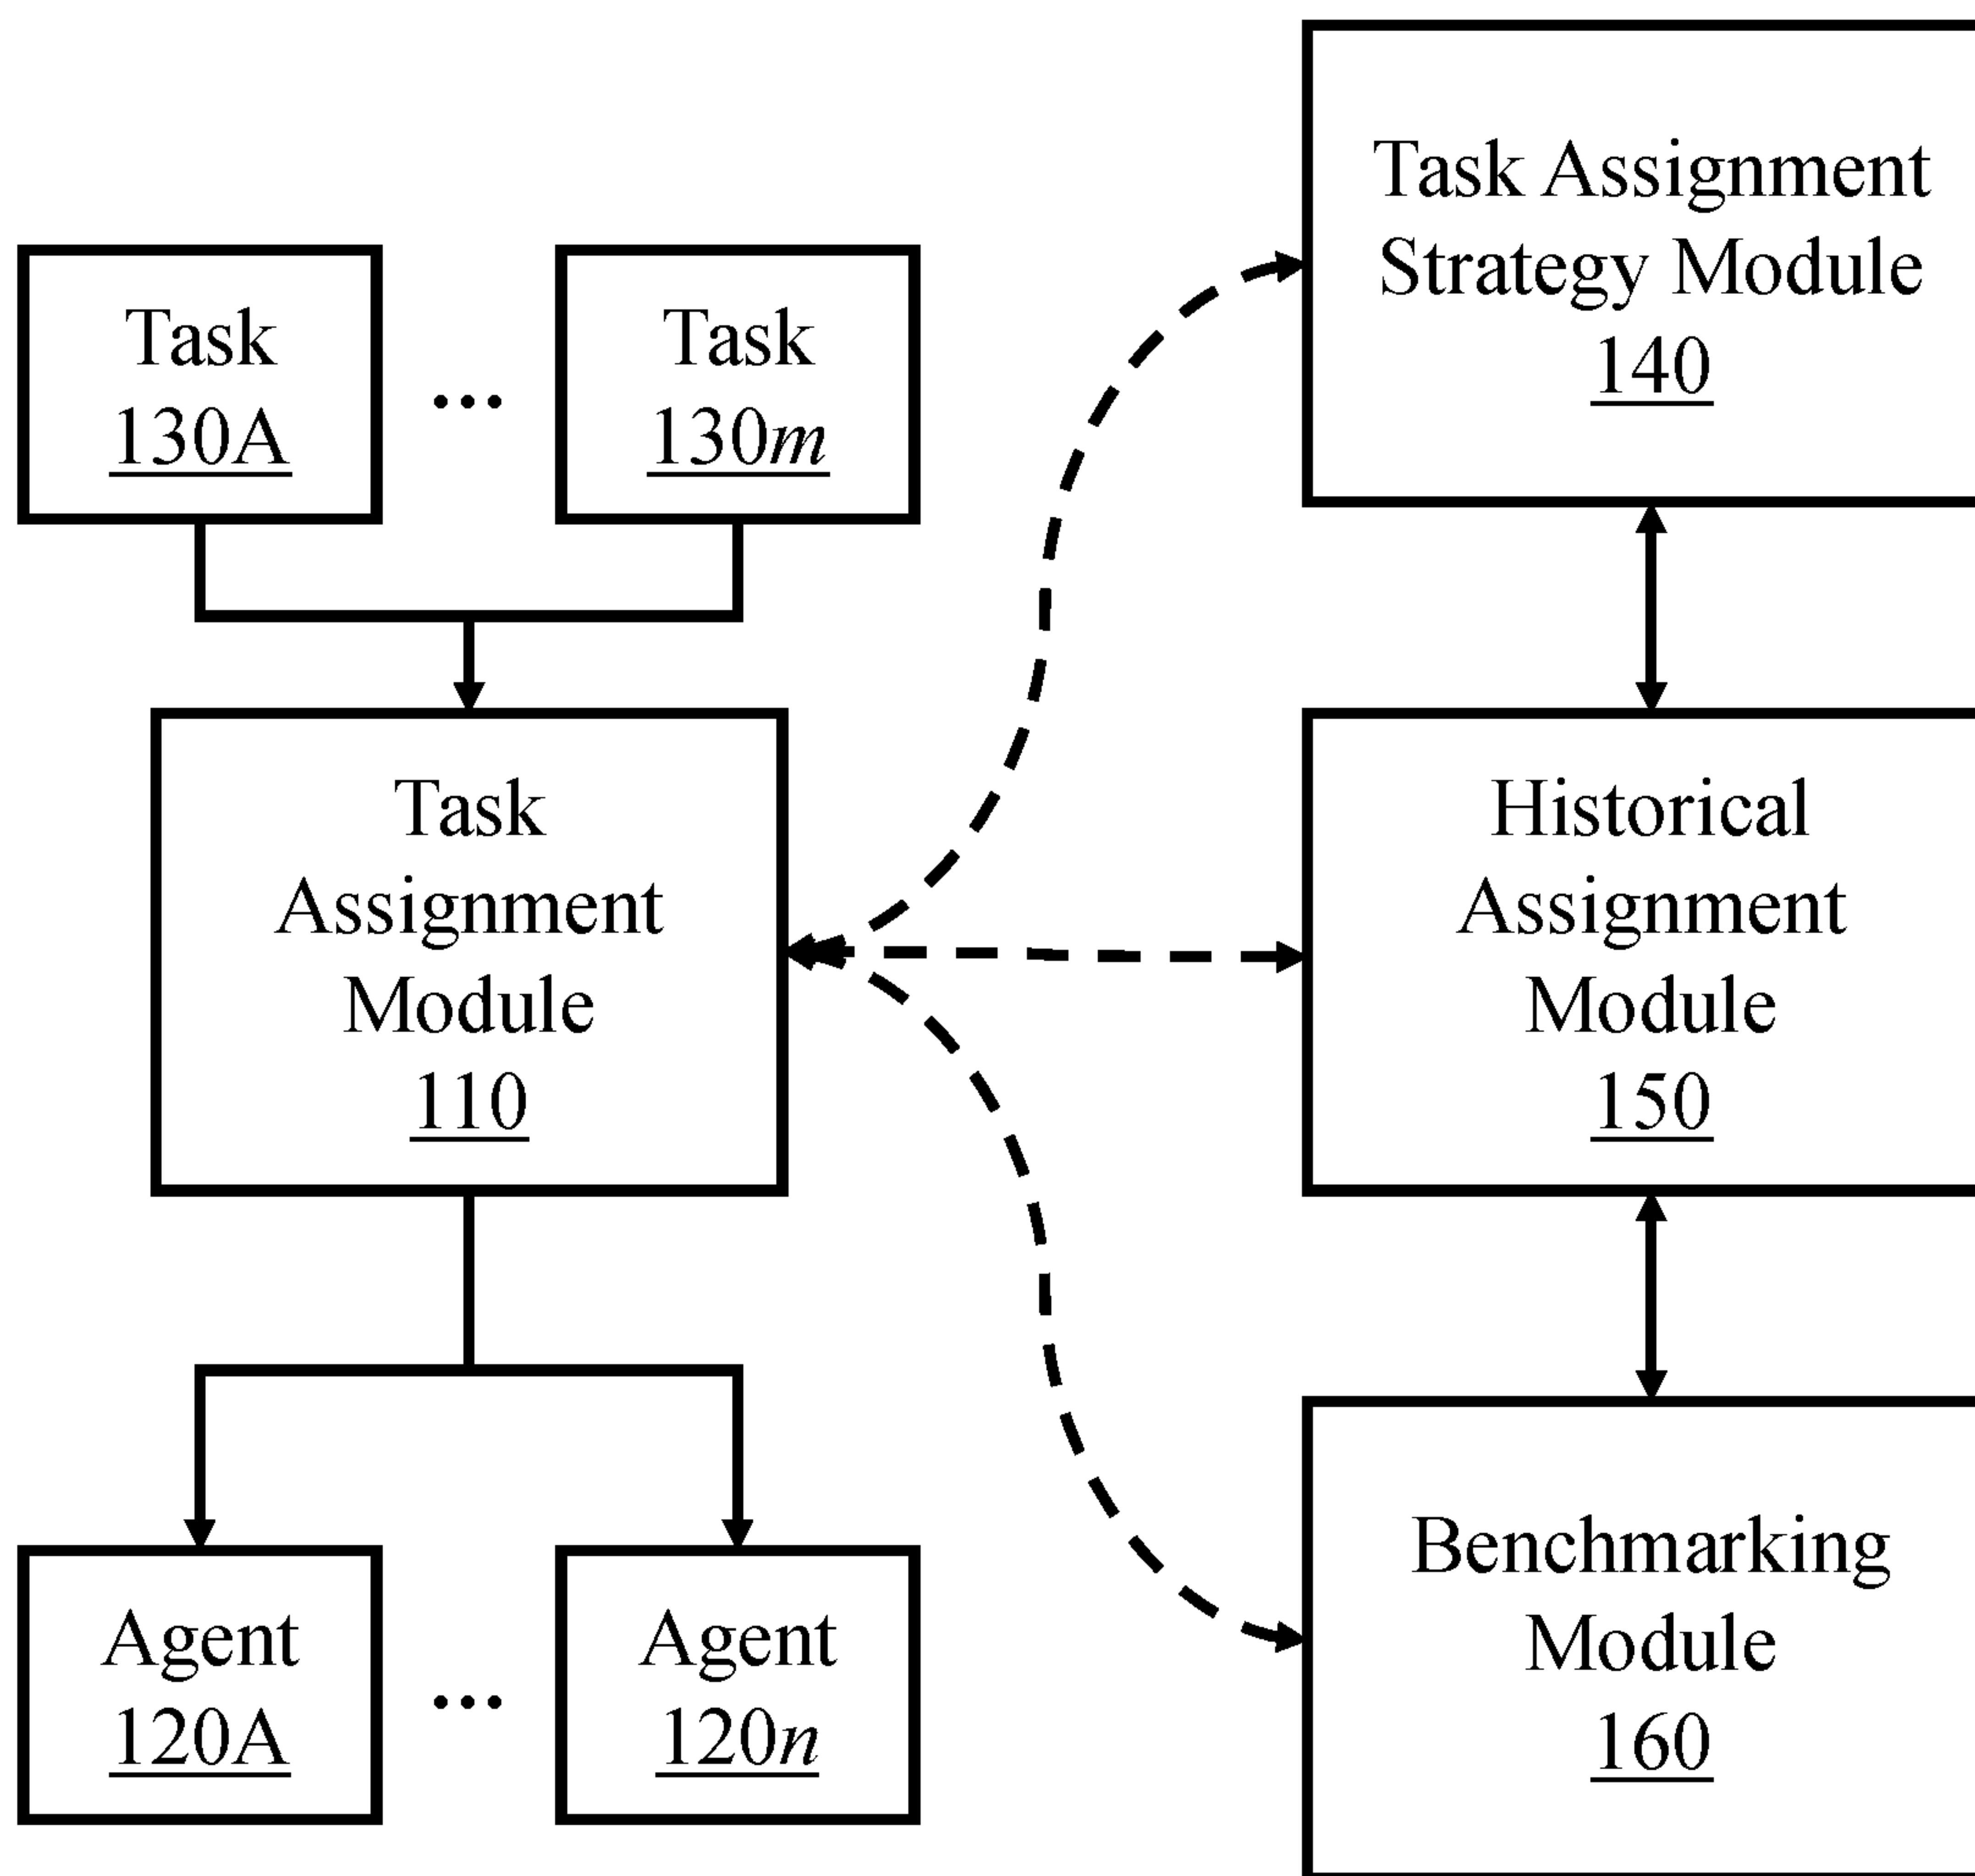 Task Assignment
Strategy Module
140
Task
130A
...
Task
130m
Task
Assignment
Module
110
Historical
Assignment
Module
150
Agent
120A
...
Agent
120n
Benchmarking
Module
160